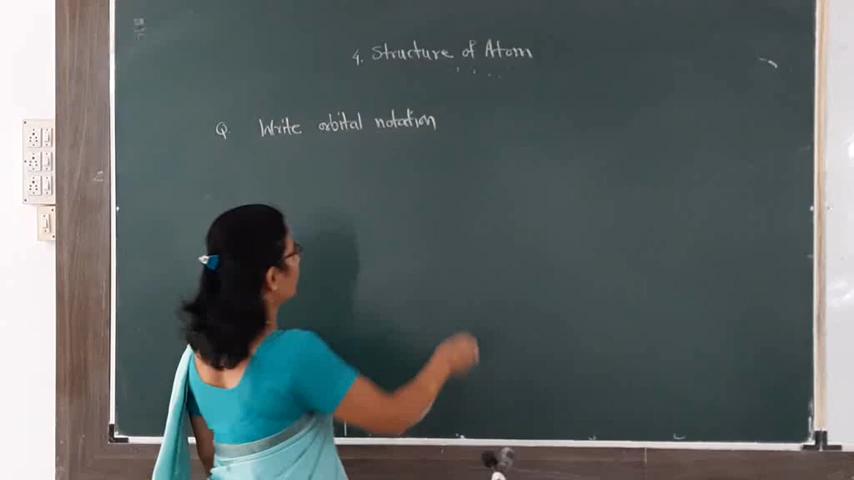 4. Structure of Atom
Q. Write orbital notation